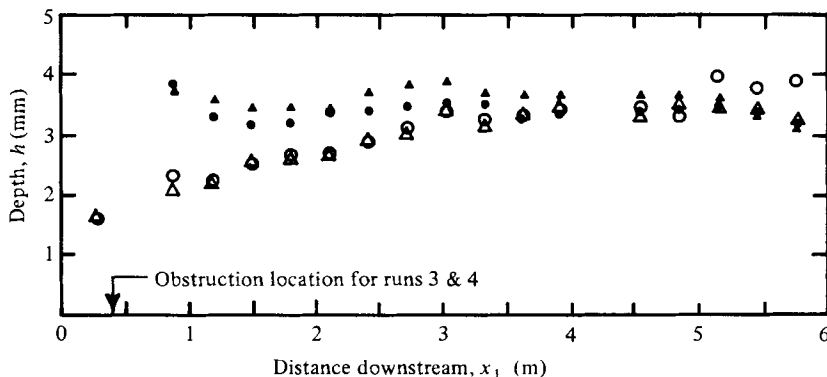 5
4
3
2
1
Depth, h (mm)
Obstruction location for runs 3 & 4
0 1 2 3 4 5 6
Distance downstream, x₁ (m)